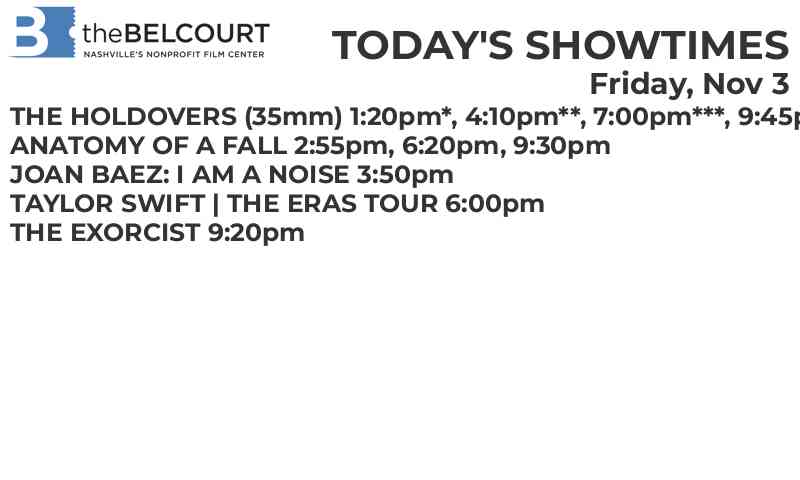 B theBELCOURT
NASHVILLE'S NONPROFIT FILM CENTER
TODAY'S SHOWTIMES
Friday, Nov 3
THE HOLDOVERS (35mm) 1:20pm*, 4:10pm**, 7:00pm***, 9:45p
ANATOMY OF A FALL 2:55pm, 6:20pm, 9:30pm
JOAN BAEZ: I AM A NOISE 3:50pm
TAYLOR SWIFT | THE ERAS TOUR 6:00pm
THE EXORCIST 9:20pm